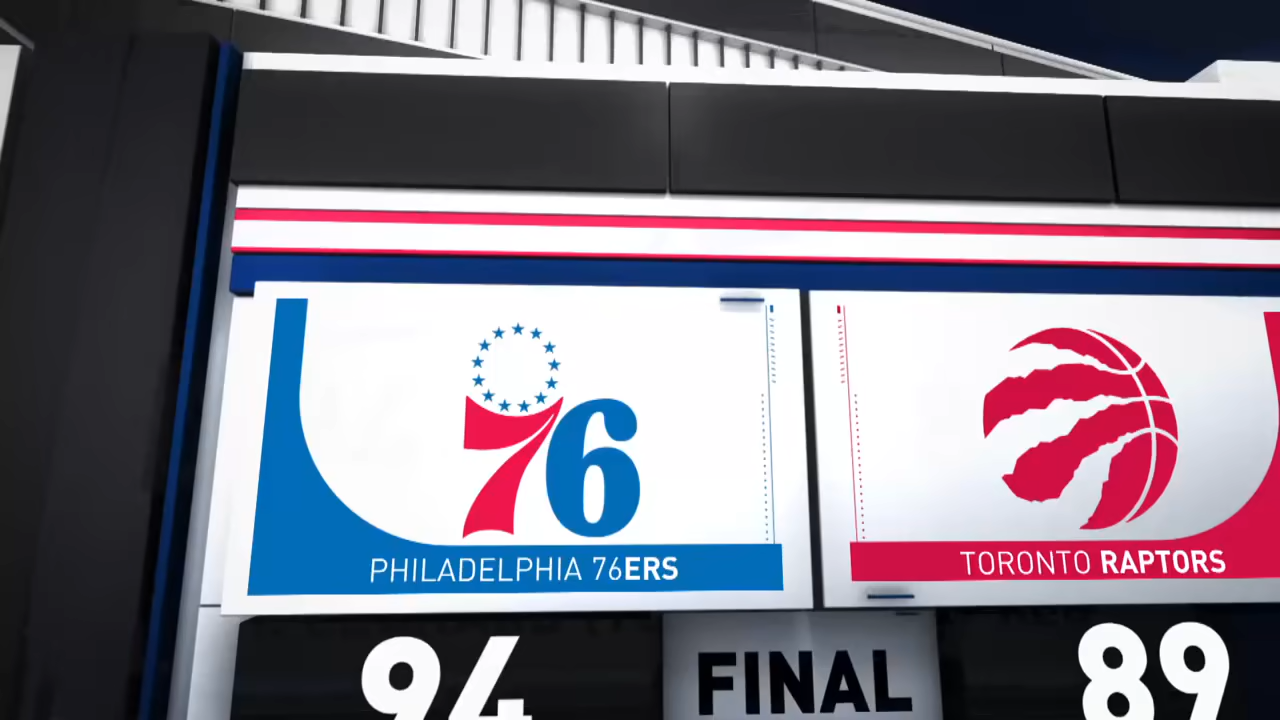 76
PHILADELPHIA 76ERS
TORONTO RAPTORS
94
FINAL
89